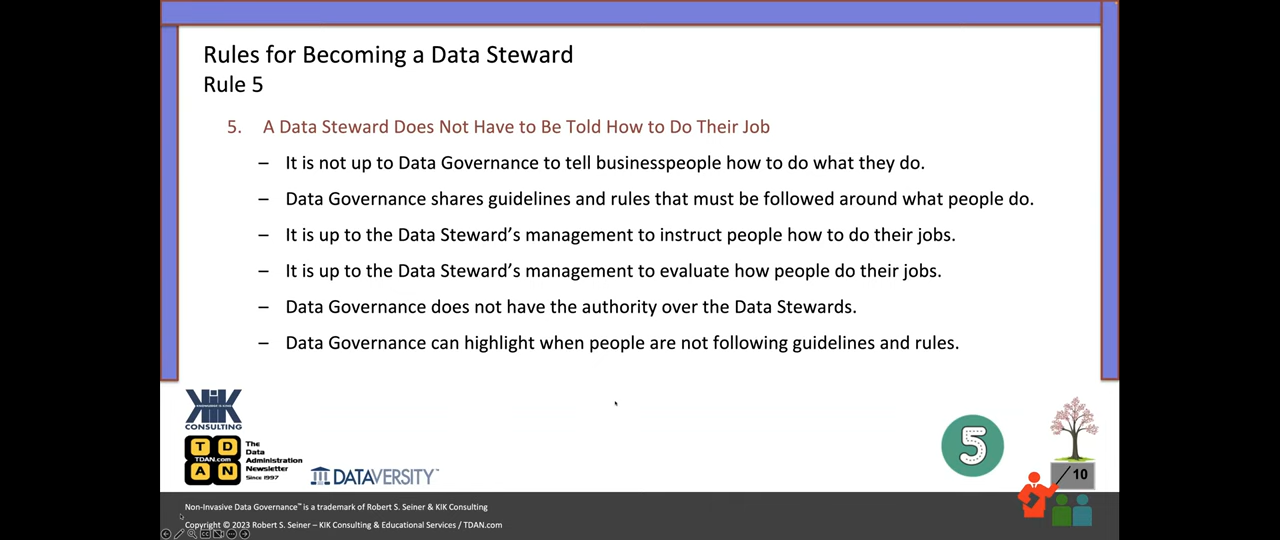 Rules for Becoming a Data Steward
Rule 5
5. A Data Steward Does Not Have to Be Told How to Do Their Job
– It is not up to Data Governance to tell businesspeople how to do what they do.
– Data Governance shares guidelines and rules that must be followed around what people do.
– It is up to the Data Steward’s management to instruct people how to do their jobs.
– It is up to the Data Steward’s management to evaluate how people do their jobs.
– Data Governance does not have the authority over the Data Stewards.
– Data Governance can highlight when people are not following guidelines and rules.
KIK
CONSULTING
T D
TDAN.com
A N
The
Data
Administration
Newsletter
Since 1997
DATAVERSITY™
5
10
Non-Invasive Data Governance™ is a trademark of Robert S. Seiner & KIK Consulting
Copyright © 2023 Robert S. Seiner – KIK Consulting & Educational Services / TDAN.com